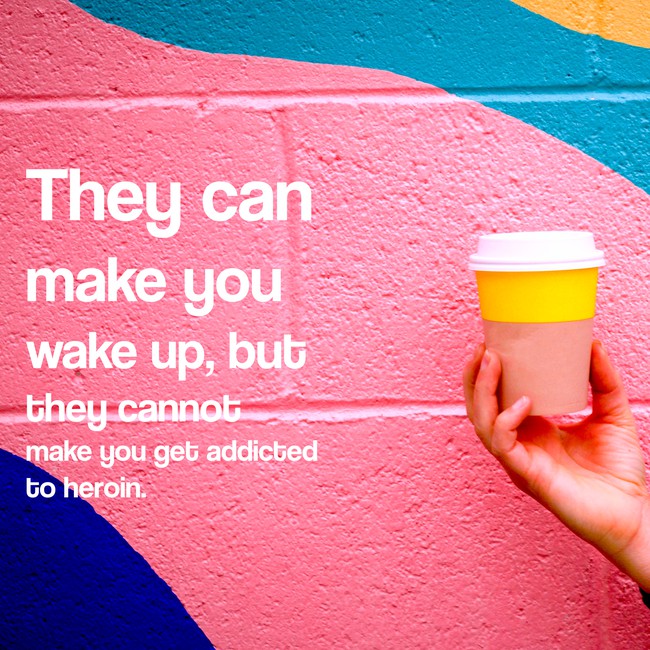 They can
make you
wake up, but
they cannot
make you get addicted
to heroin.